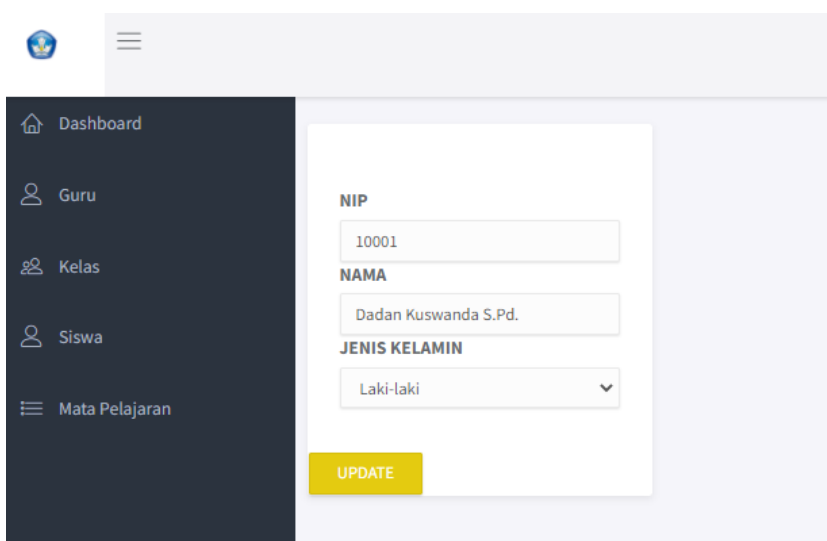 Dashboard
Guru
Kelas
Siswa
Mata Pelajaran
NIP
10001
NAMA
Dadan Kuswanda S.Pd.
JENIS KELAMIN
Laki-laki
UPDATE